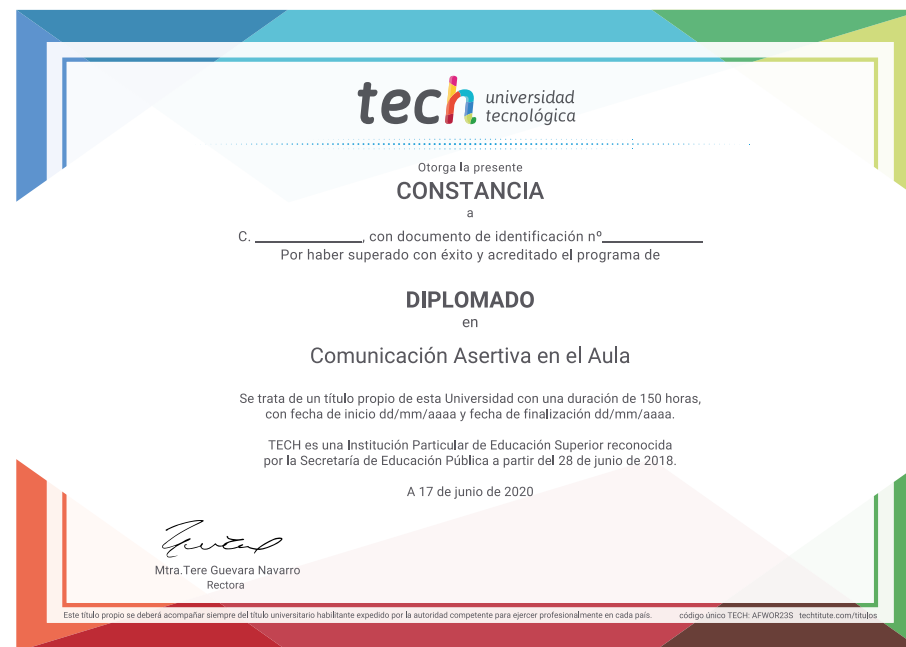 tech universidad
tecnológica
Otorga la presente
CONSTANCIA
a
C. ____________, con documento de identificación nº____________
Por haber superado con éxito y acreditado el programa de
DIPLOMADO
en
Comunicación Asertiva en el Aula
Se trata de un título propio de esta Universidad con una duración de 150 horas,
con fecha de inicio dd/mm/aaaa y fecha de finalización dd/mm/aaaa.
TECH es una Institución Particular de Educación Superior reconocida
por la Secretaría de Educación Pública a partir del 28 de junio de 2018.
A 17 de junio de 2020
Mtra.Tere Guevara Navarro
Rectora
Este título propio se deberá acompañar siempre del título universitario habilitante expedido por la autoridad competente para ejercer profesionalmente en cada país. código único TECH: AFWOR23S techtitute.com/títulos